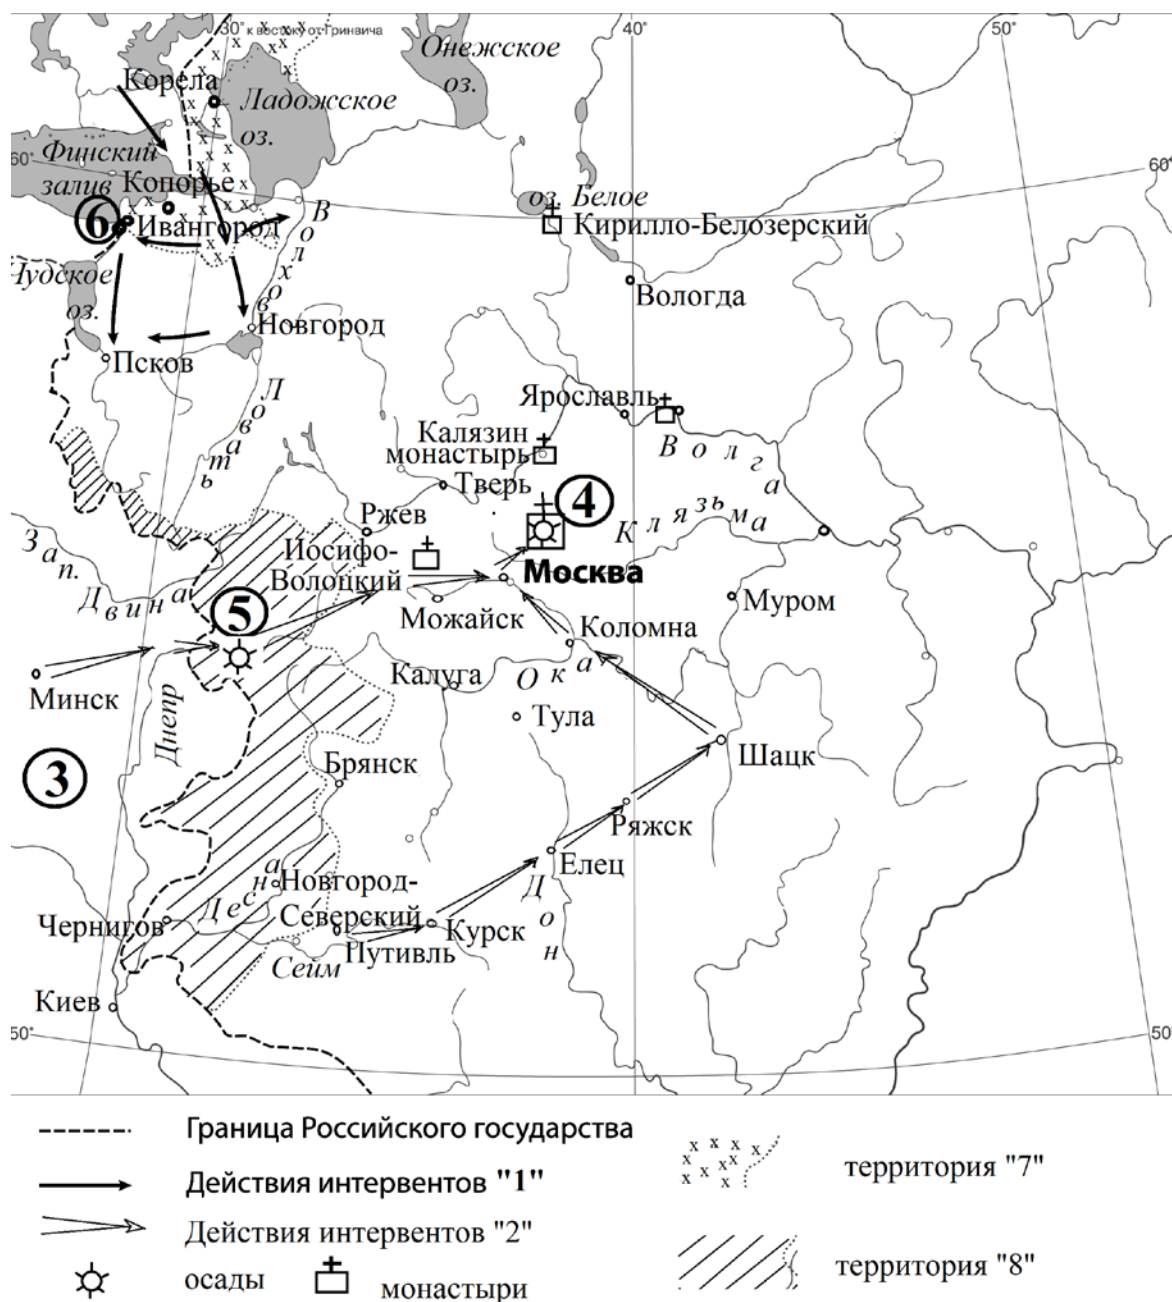 30° к востоку от Гринвича
40°
50°
Онежское
оз.
Корела
Ладожское
оз.
Финский
залив
60°
60°
Копорье
оз. Белое
6
Ивангород
Кирилло-Белозерский
Волхов
Чудское
оз.
Вологда
Новгород
Псков
Ловать
Ярославль
Калязин
монастырь
Волга
Тверь
4
Ржев
Клязьма
Иосифо-
Волоцкий
Москва
Зап.
Двина
5
Можайск
Муром
Коломна
Минск
Калуга
Ока
Тула
Днепр
Шацк
3
Брянск
Ряжск
Елец
Дон
Десна
Новгород-
Северский
Чернигов
Курск
Путивль
Сейм
Киев
50°
50°
Граница Российского государства
Действия интервентов "1"
Действия интервентов "2"
осады
монастыри
территория "7"
территория "8"